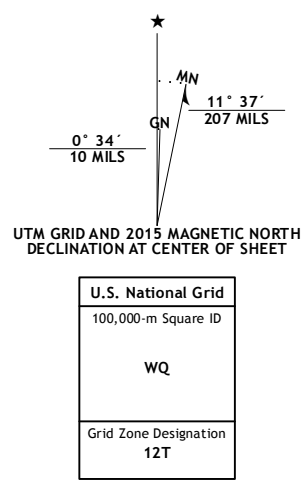 ★
MN
GN
11° 37´
207 MILS
0° 34´
10 MILS
UTM GRID AND 2015 MAGNETIC NORTH
DECLINATION AT CENTER OF SHEET
U.S. National Grid
100,000-m Square ID
WQ
Grid Zone Designation
12T